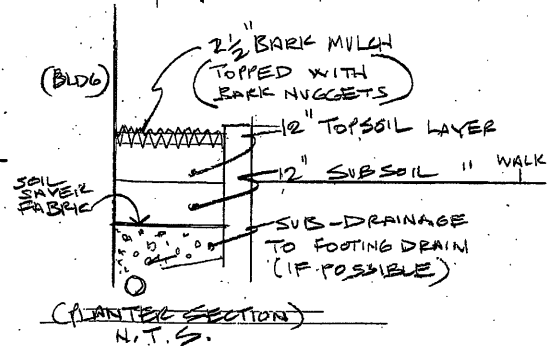 2½" BARK MULCH
(TOPPED WITH
BARK NUGGETS)
(BLDG)
12" TOPSOIL LAYER
12" SUBSOIL "
WALK
SOIL
SAVER
FABRIC
SUB-DRAINAGE
TO FOOTING DRAIN
(IF POSSIBLE)
(PLANTER SECTION)
N.T.S.